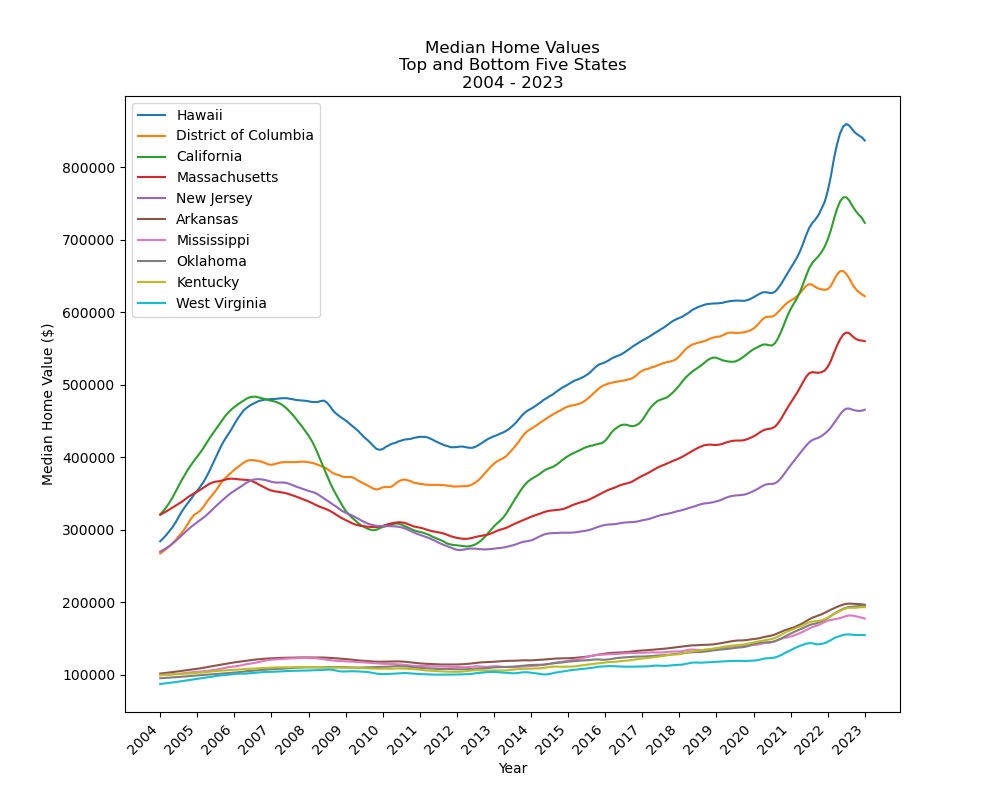 Median Home Values
Top and Bottom Five States
2004 - 2023
Hawaii
District of Columbia
California
Massachusetts
New Jersey
Arkansas
Mississippi
Oklahoma
Kentucky
West Virginia
Median Home Value ($)
800000
700000
600000
500000
400000
300000
200000
100000
2004 2005 2006 2007 2008 2009 2010 2011 2012 2013 2014 2015 2016 2017 2018 2019 2020 2021 2022 2023
Year